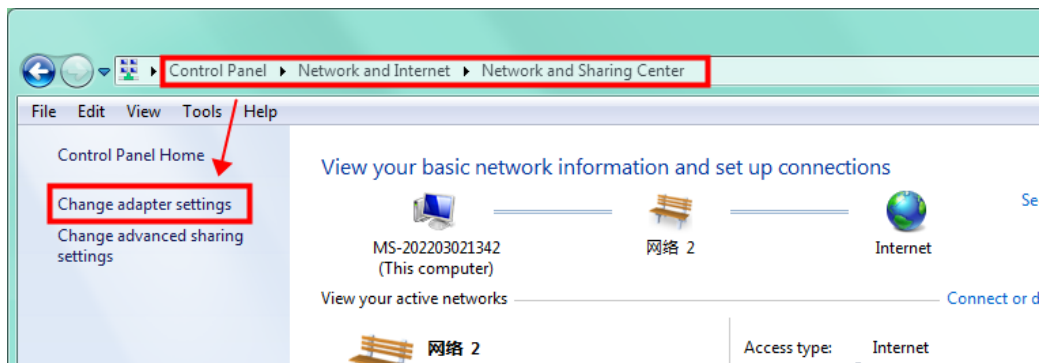 Control Panel Network and Internet Network and Sharing Center
File Edit View Tools Help
Control Panel Home
Change adapter settings
Change advanced sharing
settings
View your basic network information and set up connections
Se
MS-202203021342
(This computer)
网络 2
Internet
View your active networks
Connect or d
网络 2
Access type: Internet